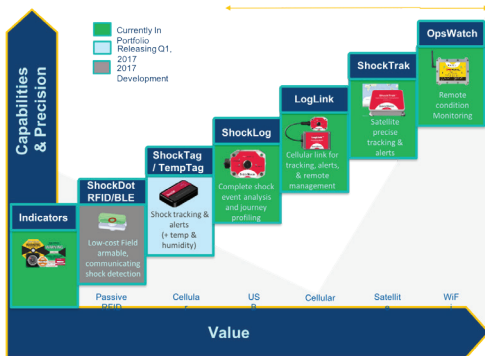 Currently In
Portfolio
Releasing Q1,
2017
2017
Development
Capabilities
& Precision
OpsWatch
Remote
condition
Monitoring
ShockTrak
Satellite
precise
tracking &
alerts
LogLink
Cellular link for
tracking, alerts,
& remote
management
ShockLog
Complete shock
event analysis
and journey
profiling
ShockTag
/ TempTag
Shock tracking &
alerts
(+ temp &
humidity)
ShockDot
RFID/BLE
Low-cost Field
armable,
communicating
shock detection
Indicators
Passive
RFID
Cellula
r
US
B
Cellular
Satellit
e
WiF
i
Value